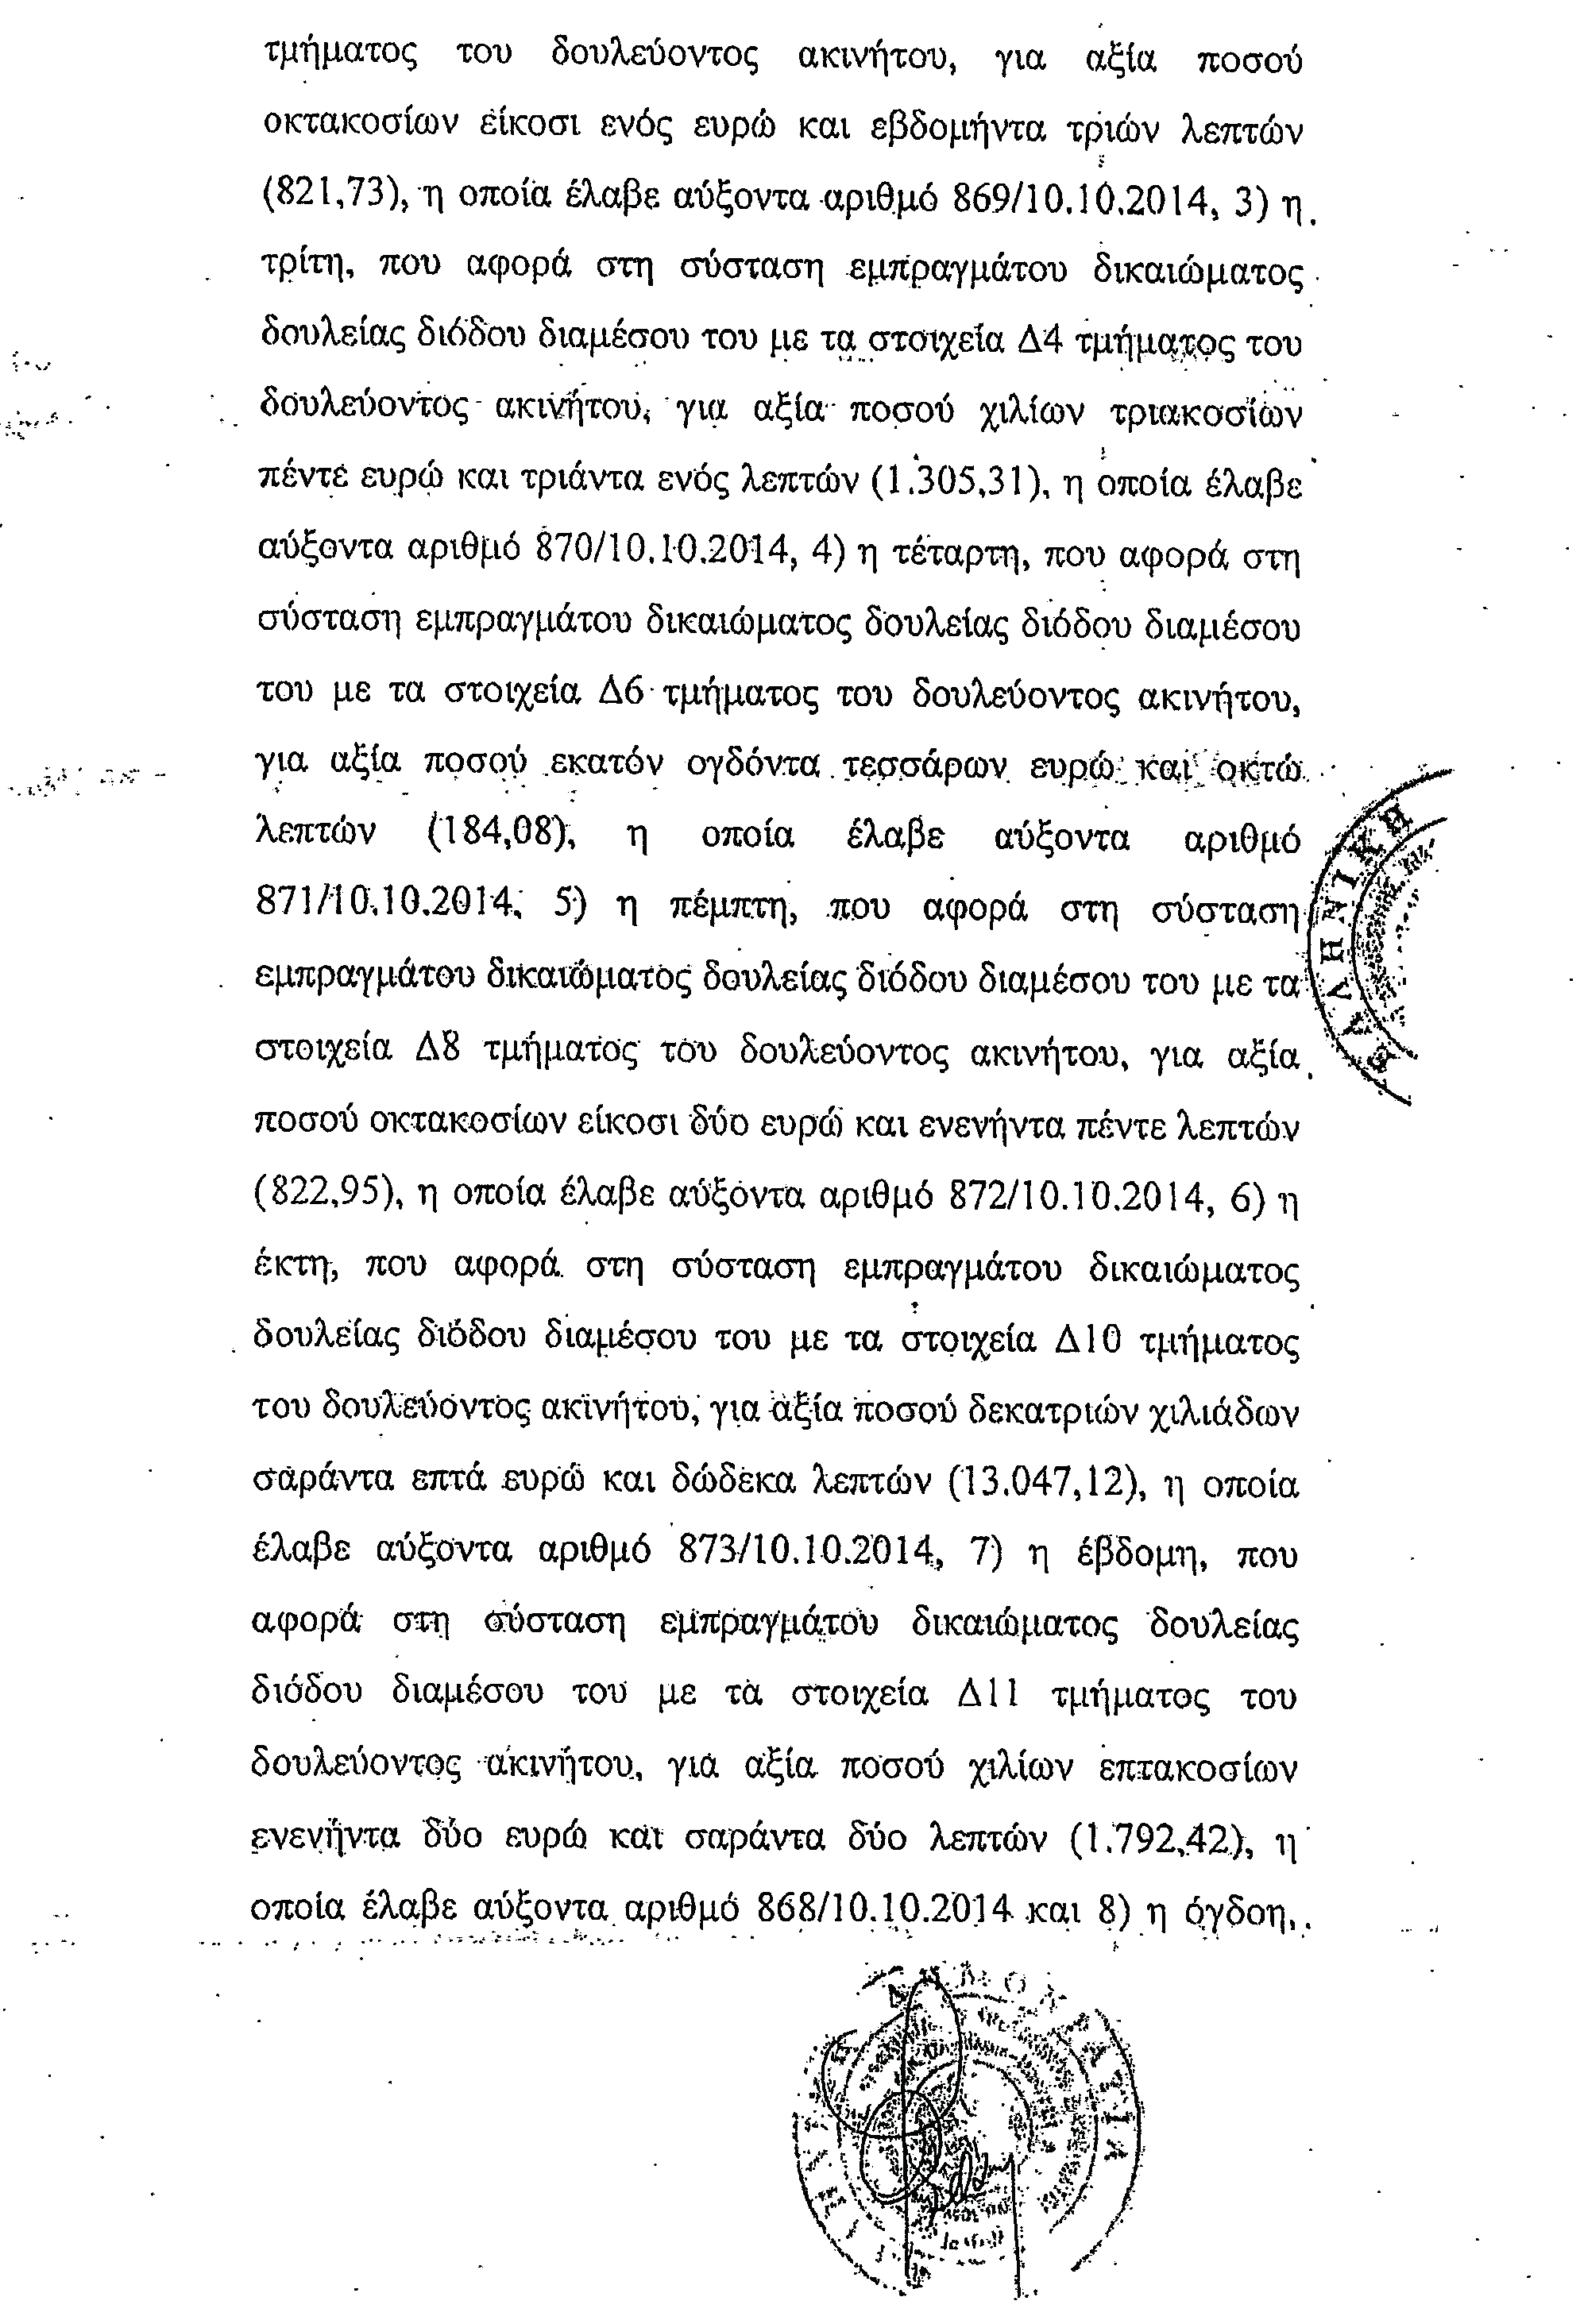 τμήματος του δουλεύοντος ακινήτου, για αξία ποσού
οκτακοσίων είκοσι ενός ευρώ και εβδομήντα τριών λεπτών
(821,73), η οποία έλαβε αύξοντα αριθμό 869/10.10.2014, 3) η
τρίτη, που αφορά στη σύσταση εμπραγμάτου δικαιώματος
δουλείας διόδου διαμέσου του με τα στοιχεία Δ4 τμήματος του
δουλεύοντος ακινήτου, για αξία ποσού χιλίων τριακοσίων
πέντε ευρώ και τριάντα ενός λεπτών (1.305,31), η οποία έλαβε
αύξοντα αριθμό 870/10.10.2014, 4) η τέταρτη, που αφορά στη
σύσταση εμπραγμάτου δικαιώματος δουλείας διόδου διαμέσου
του με τα στοιχεία Δ6 τμήματος του δουλεύοντος ακινήτου,
για αξία ποσού εκατόν ογδόντα τεσσάρων ευρώ και οκτώ
λεπτών (184,08), η οποία έλαβε αύξοντα αριθμό
871/10.10.2014, 5) η πέμπτη, που αφορά στη σύσταση
εμπραγμάτου δικαιώματος δουλείας διόδου διαμέσου του με τα
στοιχεία Δ8 τμήματος του δουλεύοντος ακινήτου, για αξία
ποσού οκτακοσίων είκοσι δύο ευρώ και ενενήντα πέντε λεπτών
(822,95), η οποία έλαβε αύξοντα αριθμό 872/10.10.2014, 6) η
έκτη, που αφορά στη σύσταση εμπραγμάτου δικαιώματος
δουλείας διόδου διαμέσου του με τα στοιχεία Δ10 τμήματος
του δουλεύοντος ακινήτου, για αξία ποσού δεκατριών χιλιάδων
σαράντα επτά ευρώ και δώδεκα λεπτών (13.047,12), η οποία
έλαβε αύξοντα αριθμό 873/10.10.2014, 7) η έβδομη, που
αφορά στη σύσταση εμπραγμάτου δικαιώματος δουλείας
διόδου διαμέσου του με τα στοιχεία Δ11 τμήματος του
δουλεύοντος ακινήτου, για αξία ποσού χιλίων επτακοσίων
ενενήντα δύο ευρώ και σαράντα δύο λεπτών (1.792,42), η
οποία έλαβε αύξοντα αριθμό 868/10.10.2014 και 8) η όγδοη,